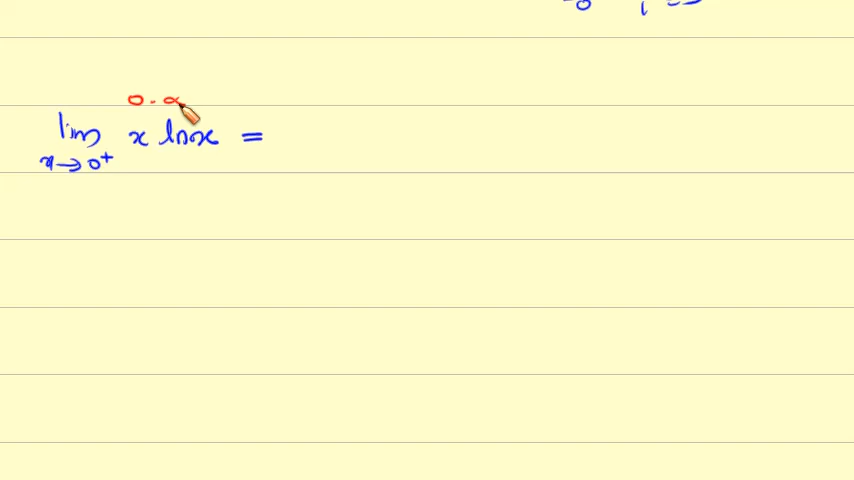 0 · ∞
lim x ln x =
x → 0⁺